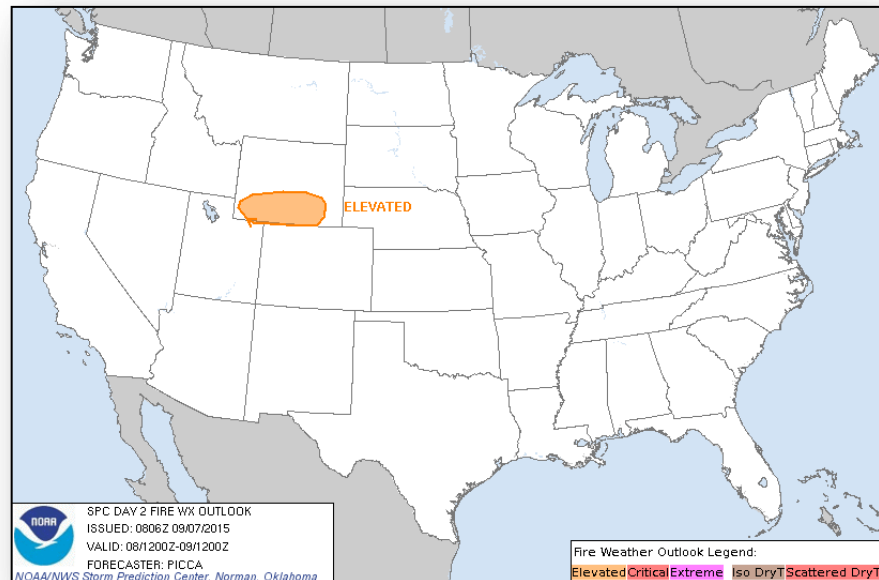 ELEVATED
NOAA
SPC DAY 2 FIRE WX OUTLOOK
ISSUED: 0806Z 09/07/2015
VALID: 08/1200Z-09/1200Z
FORECASTER: PICCA
NOAA/NWS Storm Prediction Center, Norman, Oklahoma
Fire Weather Outlook Legend:
Elevated Critical Extreme Iso DryT Scattered DryT